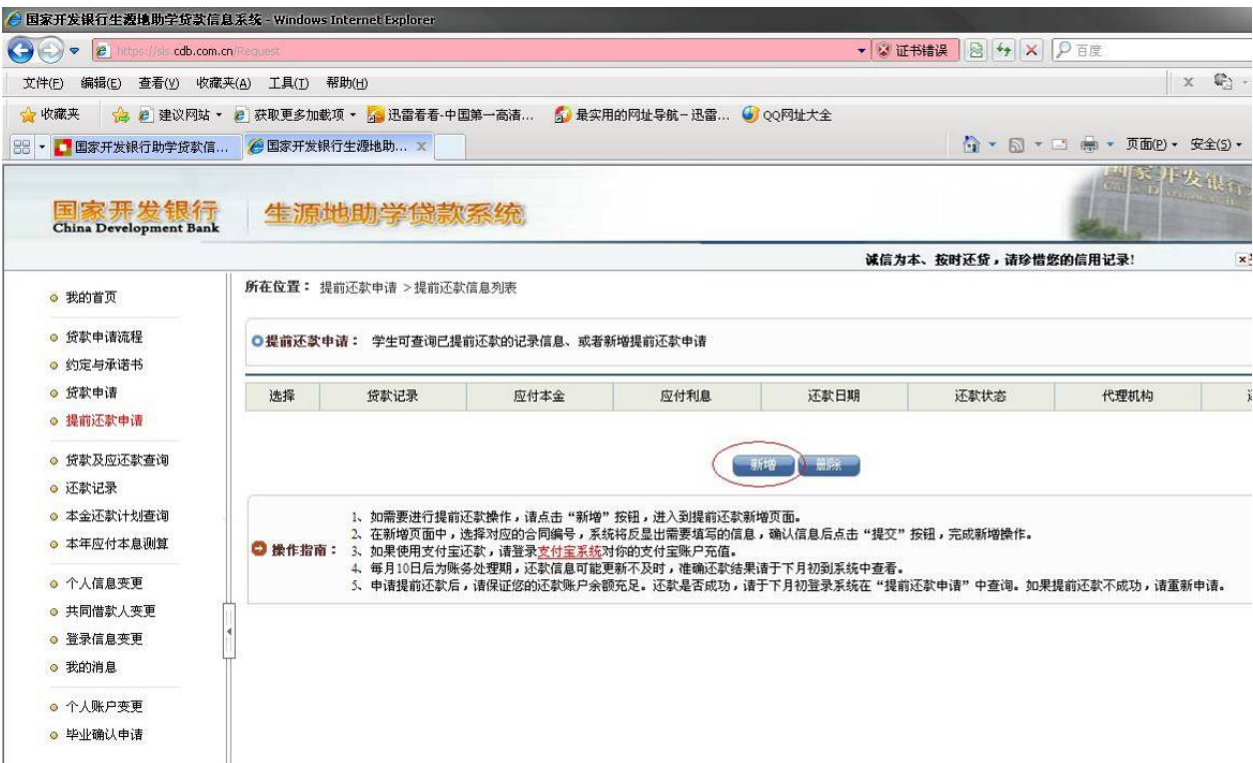 国家开发银行生源地助学贷款信息系统 - Windows Internet Explorer
https://sls.cdb.com.cn/Request
证书错误
百度
文件(F) 编辑(E) 查看(V) 收藏夹(A) 工具(T) 帮助(H)
x
收藏夹 建议网站 获取更多加载项 迅雷看看-中国第一高清... 最实用的网址导航-迅雷... QQ网址大全
国家开发银行助学贷款信... 国家开发银行生源地助... x
页面(P) 安全(S)
国家开发银行
China Development Bank
生源地助学贷款系统
诚信为本、按时还贷，请珍惜您的信用记录!
所在位置： 提前还款申请 >提前还款信息列表
我的首页
贷款申请流程
约定与承诺书
贷款申请
提前还款申请
贷款及应还款查询
还款记录
本金还款计划查询
本年应付本息测算
个人信息变更
共同借款人变更
登录信息变更
我的消息
个人账户变更
毕业确认申请
提前还款申请： 学生可查询已提前还款的记录信息、或者新增提前还款申请
选择 贷款记录 应付本金 应付利息 还款日期 还款状态 代理机构
新增 删除
操作指南：
1、如需要进行提前还款操作，请点击“新增”按钮，进入到提前还款新增页面。
2、在新增页面中，选择对应的合同编号，系统将反显出需要填写的信息，确认信息后点击“提交”按钮，完成新增操作。
3、如果使用支付宝还款，请登录支付宝系统对你的支付宝账户充值。
4、每月10日后为账务处理期，还款信息可能更新不及时，准确还款结果请于下月初到系统中查看。
5、申请提前还款后，请保证您的还款账户余额充足。还款是否成功，请于下月初登录系统在“提前还款申请”中查询。如果提前还款不成功，请重新申请。